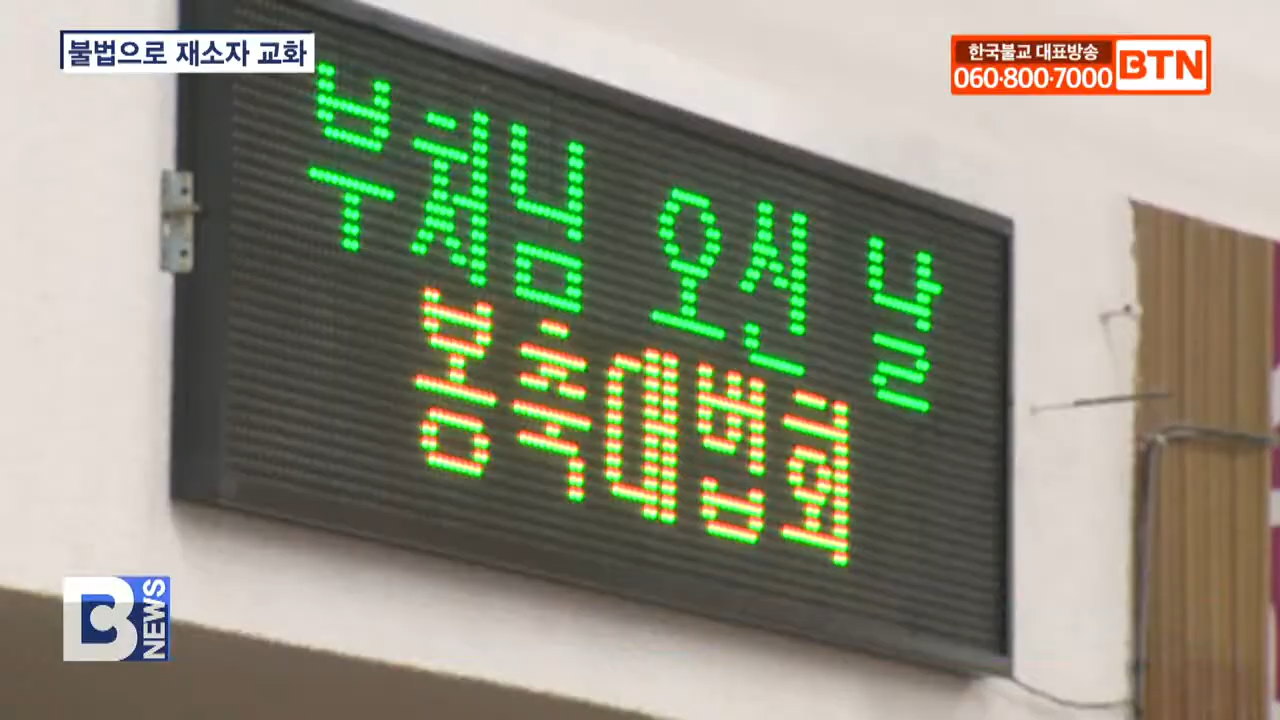 불법으로 재소자 교화
한국불교 대표방송
060·800·7000
BTN
부처님 오신 날
봉축대법회
B NEWS